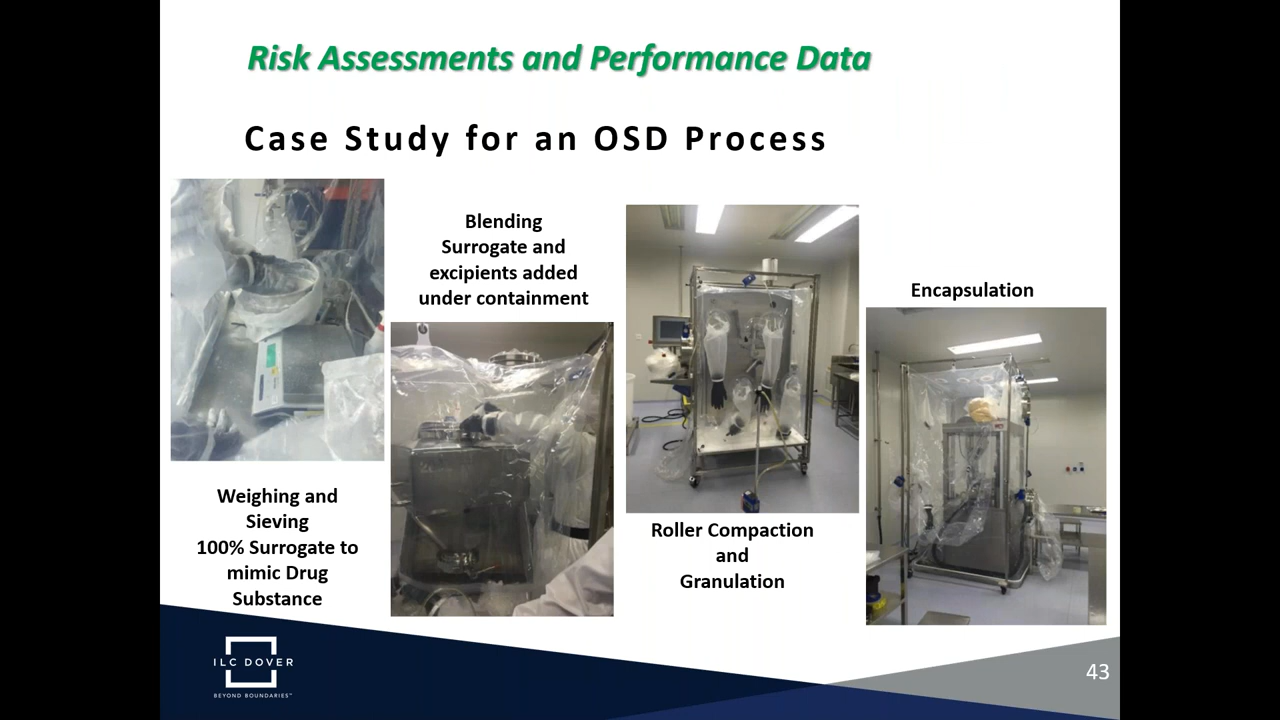 Risk Assessments and Performance Data
Case Study for an OSD Process
Weighing and
Sieving
100% Surrogate to
mimic Drug
Substance
Blending
Surrogate and
excipients added
under containment
Roller Compaction
and
Granulation
Encapsulation
ILC DOVER
BEYOND BOUNDARIES™
43